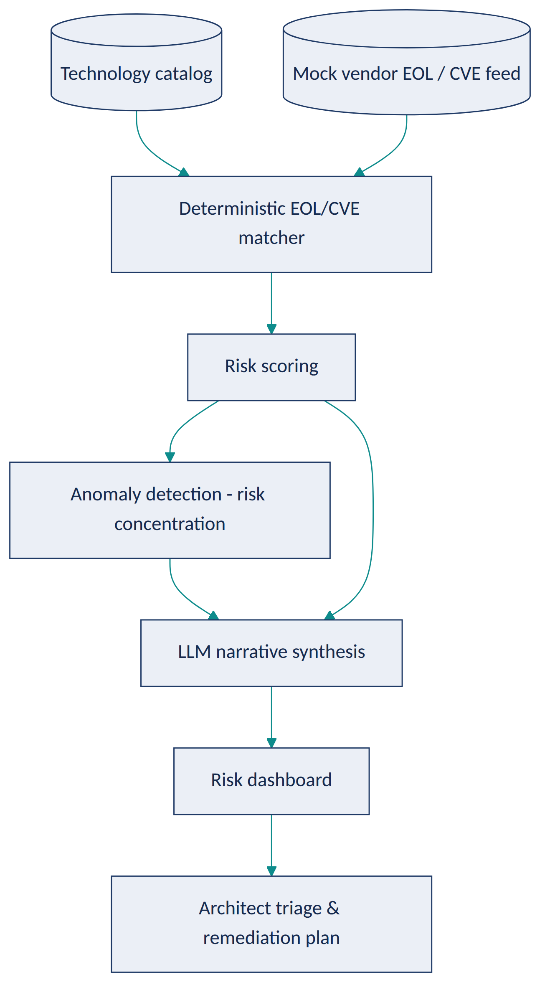 Technology catalog
Mock vendor EOL / CVE feed
Deterministic EOL/CVE
matcher
Risk scoring
Anomaly detection - risk
concentration
LLM narrative synthesis
Risk dashboard
Architect triage &
remediation plan